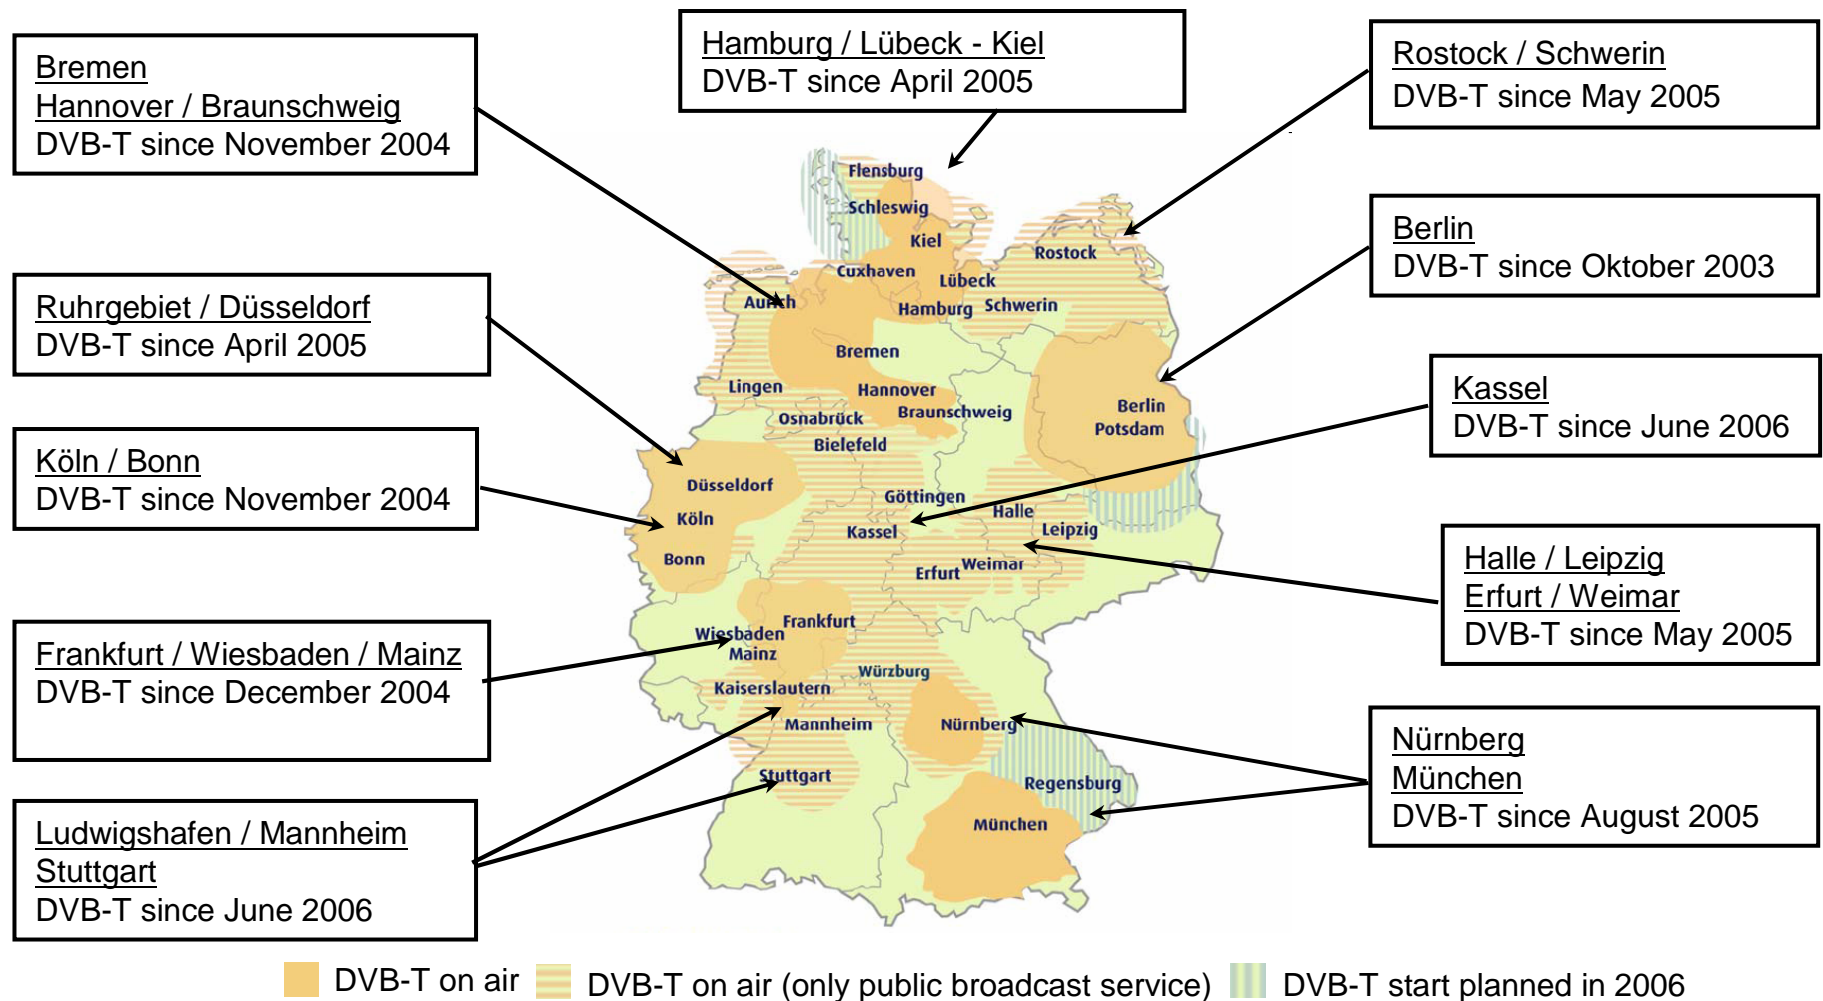 Hamburg / Lübeck - Kiel
DVB-T since April 2005
Bremen
Hannover / Braunschweig
DVB-T since November 2004
Rostock / Schwerin
DVB-T since May 2005
Berlin
DVB-T since Oktober 2003
Ruhrgebiet / Düsseldorf
DVB-T since April 2005
Kassel
DVB-T since June 2006
Köln / Bonn
DVB-T since November 2004
Halle / Leipzig
Erfurt / Weimar
DVB-T since May 2005
Frankfurt / Wiesbaden / Mainz
DVB-T since December 2004
Nürnberg
München
DVB-T since August 2005
Ludwigshafen / Mannheim
Stuttgart
DVB-T since June 2006
Flensburg
Schleswig
Kiel
Rostock
Cuxhaven
Lübeck
Aurich
Hamburg
Schwerin
Bremen
Lingen
Hannover
Braunschweig
Berlin
Potsdam
Osnabrück
Bielefeld
Düsseldorf
Göttingen
Halle
Köln
Kassel
Leipzig
Bonn
Erfurt
Weimar
Frankfurt
Wiesbaden
Mainz
Würzburg
Kaiserslautern
Mannheim
Nürnberg
Stuttgart
Regensburg
München
DVB-T on air
DVB-T on air (only public broadcast service)
DVB-T start planned in 2006